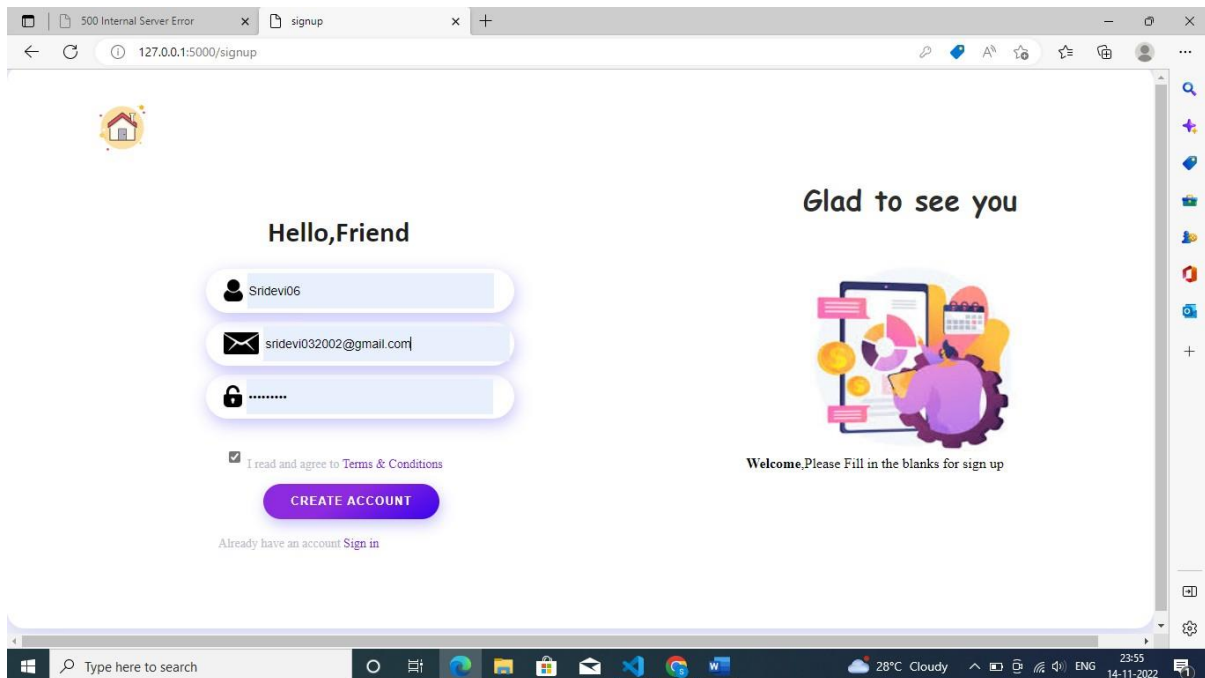 500 Internal Server Error
signup
127.0.0.1:5000/signup
Glad to see you
Hello,Friend
Sridevi06
sridevi032002@gmail.com
•••••••••
I read and agree to Terms & Conditions
Welcome,Please Fill in the blanks for sign up
CREATE ACCOUNT
Already have an account Sign in
Type here to search
28°C Cloudy
ENG
23:55
14-11-2022